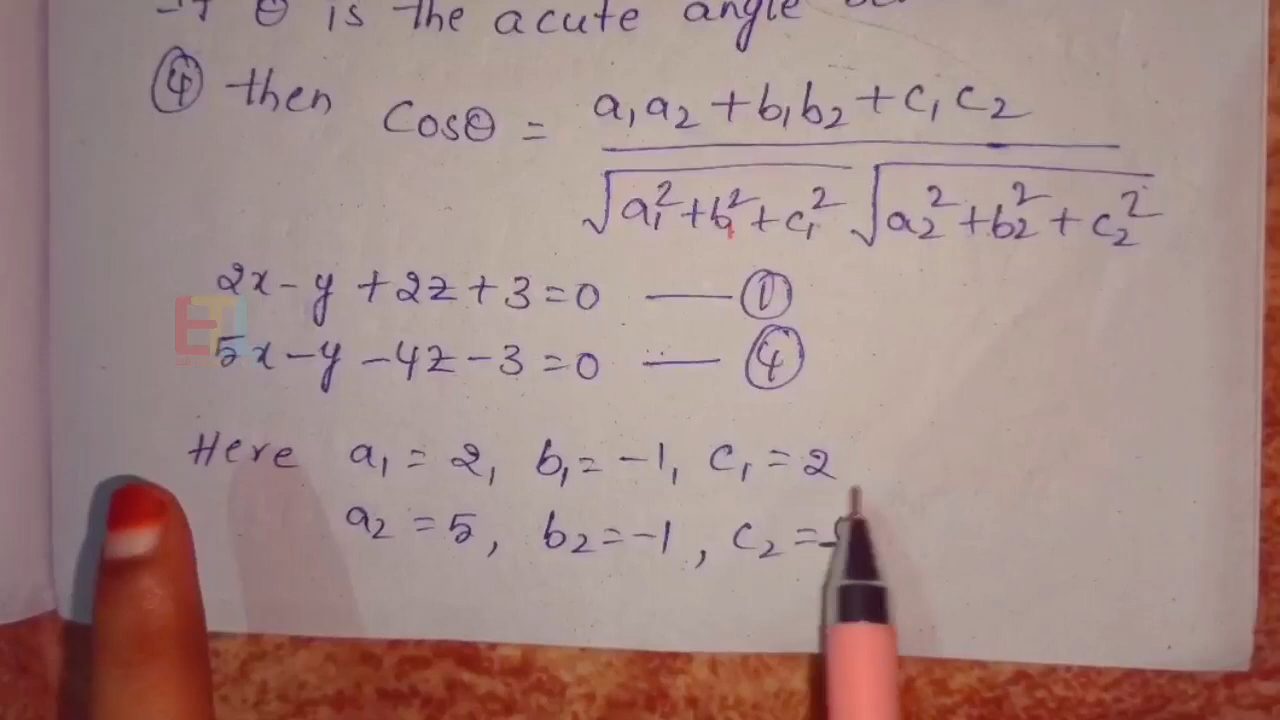 θ is the acute angle
④ then Cosθ = a₁a₂ + b₁b₂ + c₁c₂ / √a₁² + b₁² + c₁² √a₂² + b₂² + c₂²
2x - y + 2z + 3 = 0 —— ①
5x - y - 4z - 3 = 0 —— ④
Here a₁ = 2, b₁ = -1, c₁ = 2
a₂ = 5, b₂ = -1, c₂ =